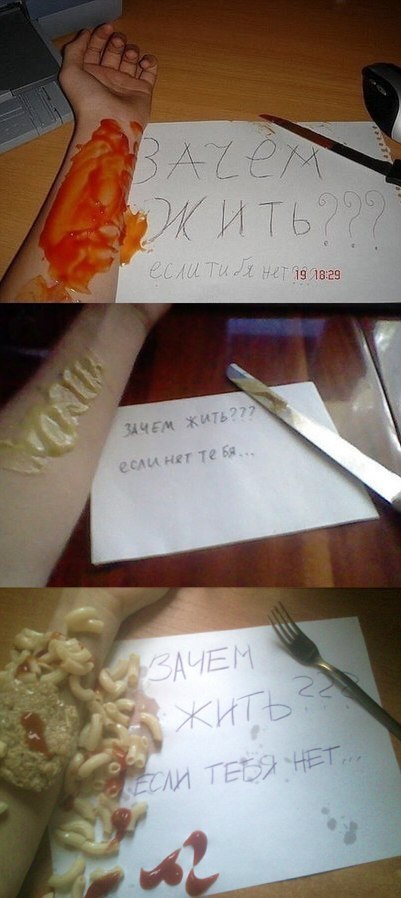 ЗАЧЕМ
ЖИТЬ???
если тибя нет???
19 18:29
ЗАЧЕМ ЖИТЬ???
если нет тебя...
ЗАЧЕМ
ЖИТЬ???
ЕСЛИ ТЕБЯ НЕТ...